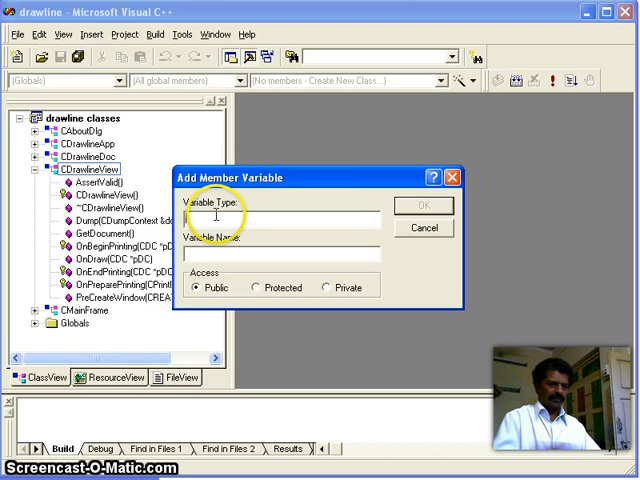 drawline - Microsoft Visual C++
File Edit View Insert Project Build Tools Window Help
(Globals) (All global members) (No members - Create New Class...
drawline classes
CAboutDlg
CDrawlineApp
CDrawlineDoc
CDrawlineView
AssertValid()
CDrawlineView()
~CDrawlineView()
Dump(CDumpContext &dc
GetDocument()
OnBeginPrinting(CDC *pDC
OnDraw(CDC *pDC)
OnEndPrinting(CDC *pDC
OnPreparePrinting(CPrintI
PreCreateWindow(CREA
CMainFrame
Globals
Add Member Variable
Variable Type:
OK
Variable Name:
Cancel
Access
Public Protected Private
ClassView ResourceView FileView
Build Debug Find in Files 1 Find in Files 2 Results
Screencast-O-Matic.com